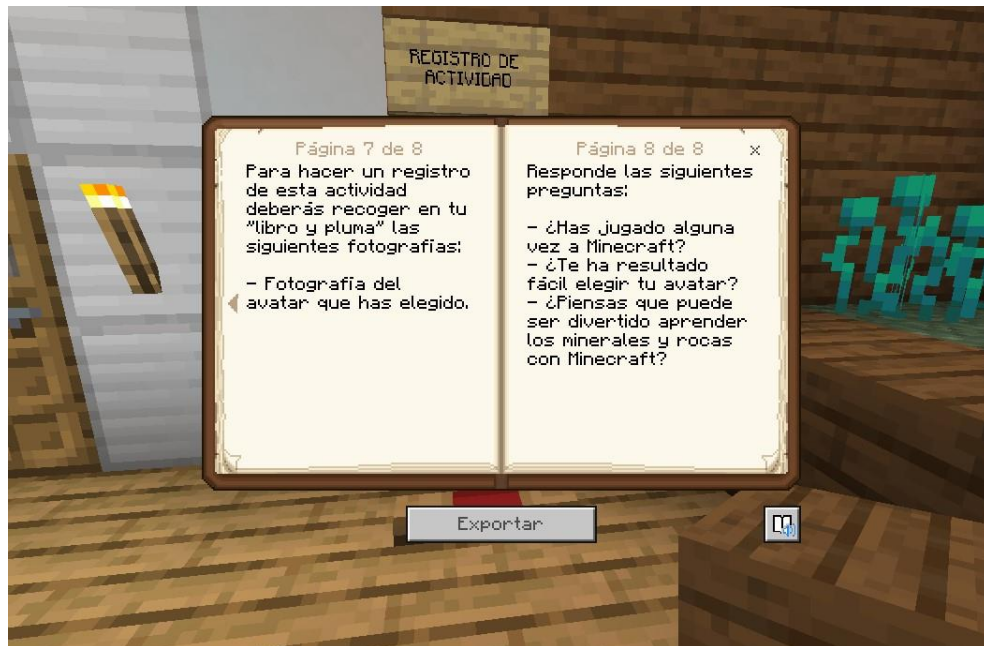 REGISTRO DE
ACTIVIDAD
Página 7 de 8
Para hacer un registro
de esta actividad
deberás recoger en tu
"libro y pluma" las
siguientes fotografías:
- Fotografía del
avatar que has elegido.
Página 8 de 8
x
Responde las siguientes
preguntas:
- ¿Has jugado alguna
vez a Minecraft?
- ¿Te ha resultado
fácil elegir tu avatar?
- ¿Piensas que puede
ser divertido aprender
los minerales y rocas
con Minecraft?
Exportar